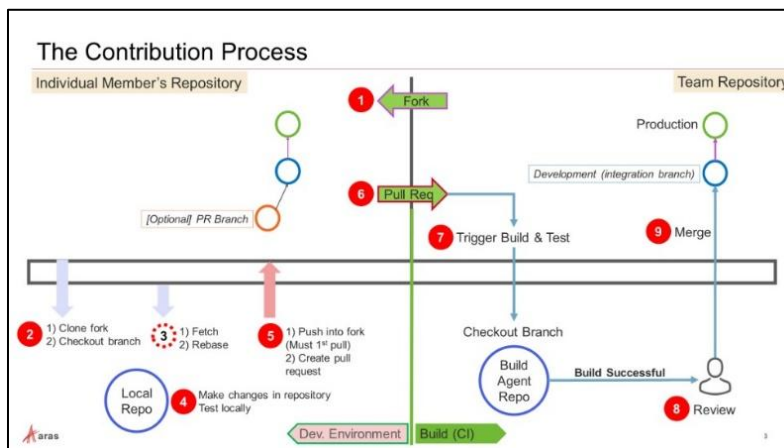 The Contribution Process
Individual Member's Repository
Team Repository
1
Fork
Production
6
Pull Req
Development (integration branch)
[Optional] PR Branch
7
Trigger Build & Test
9
Merge
2
1) Clone fork
2) Checkout branch
3
1) Fetch
2) Rebase
5
1) Push into fork
(Must 1st pull)
2) Create pull
request
Checkout Branch
Local
Repo
4
Make changes in repository
Test locally
Build
Agent
Repo
Build Successful
8
Review
aras
Dev. Environment
Build (CI)
3